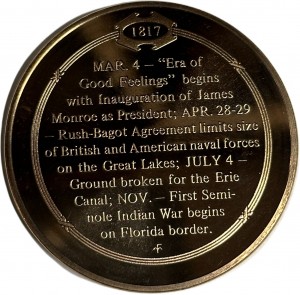 1817
MAR. 4 – "Era of
Good Feelings" begins
with Inauguration of James
Monroe as President; APR. 28-29
– Rush-Bagot Agreement limits size
of British and American naval forces
on the Great Lakes; JULY 4 –
Ground broken for the Erie
Canal; NOV. – First Semi-
nole Indian War begins
on Florida border.